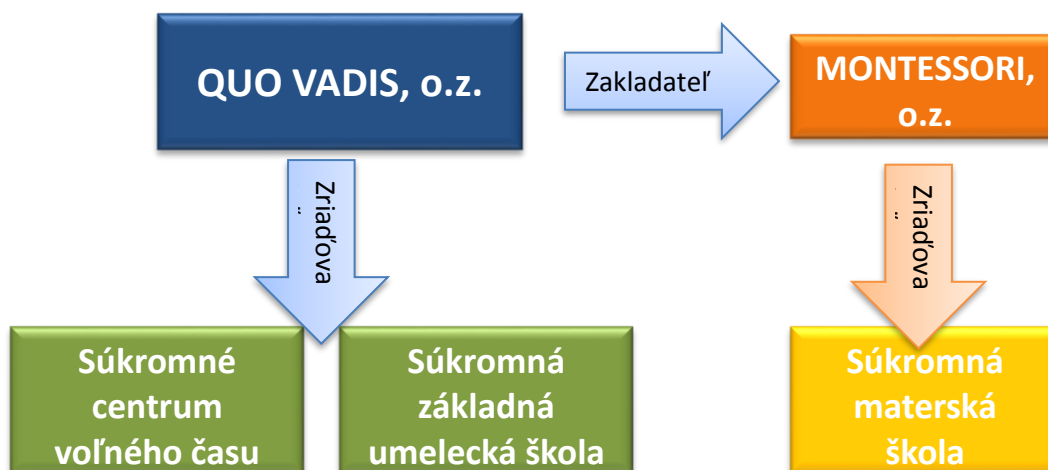 QUO VADIS, o.z.
Zakladateľ
MONTESSORI,
o.z.
Zriaďova
Zriaďova
Súkromné
centrum
voľného času
Súkromná
základná
umelecká škola
Súkromná
materská
škola